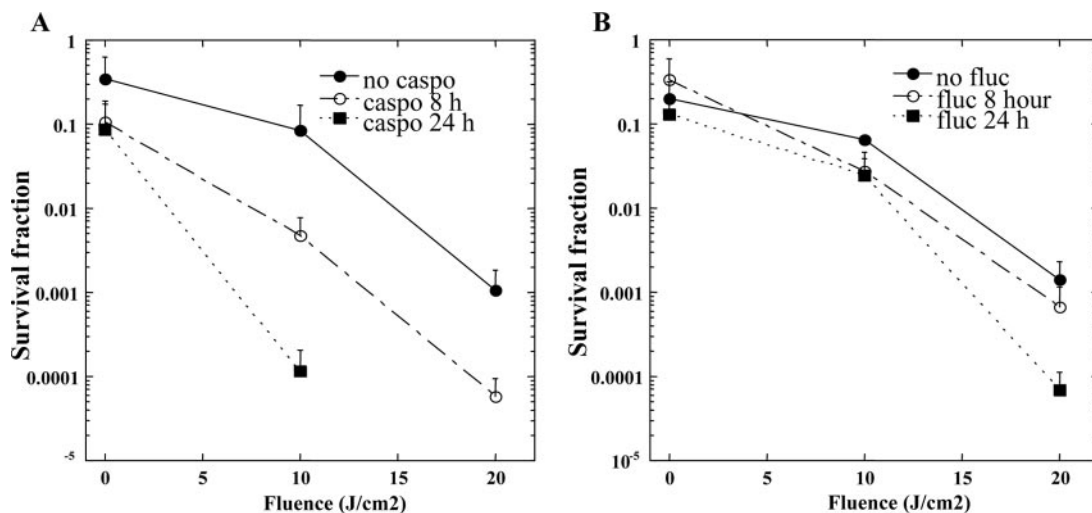 A
1
no caspo
caspo 8 h
caspo 24 h
0.1
0.01
0.001
0.0001
-5
Survival fraction
0 5 10 15 20
Fluence (J/cm2)
B
1
no fluc
fluc 8 hour
fluc 24 h
0.1
0.01
0.001
0.0001
10-5
Survival fraction
0 5 10 15 20
Fluence (J/cm2)